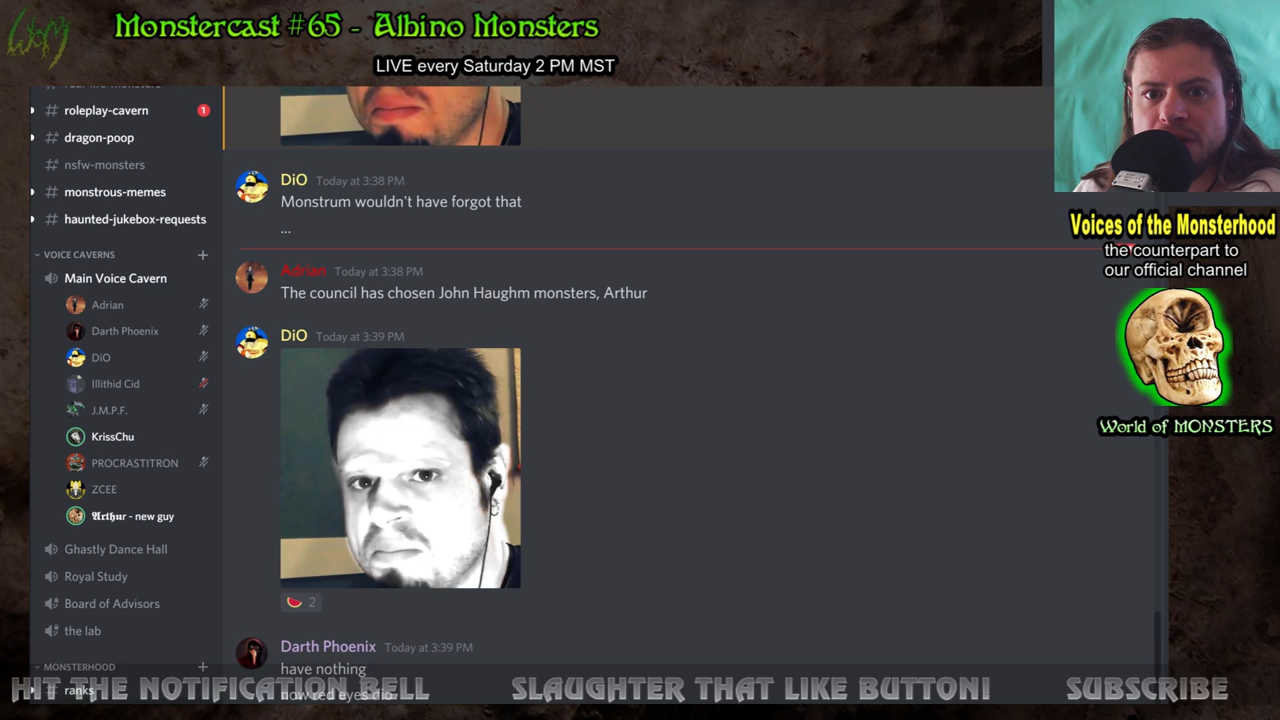 Monstercast #65 - Albino Monsters
LIVE every Saturday 2 PM MST
# roleplay-cavern 1
# dragon-poop
# nsfw-monsters
# monstrous-memes
# haunted-jukebox-requests
VOICE CAVERNS +
Main Voice Cavern
Adrian
Darth Phoenix
DiO
Illithid Cid
J.M.P.F.
KrissChu
PROCRASTITRON
ZCEE
𝕬𝖗𝖙𝖍𝖚𝖗 - new guy
Ghastly Dance Hall
Royal Study
Board of Advisors
the lab
MONSTERHOOD +
# ranks
DiO Today at 3:38 PM
Monstrum wouldn't have forgot that
...
Adrian Today at 3:38 PM
The council has chosen John Haughm monsters, Arthur
DiO Today at 3:39 PM
🍉 2
Darth Phoenix Today at 3:39 PM
have nothing
now red eyes dio
Voices of the Monsterhood
the counterpart to
our official channel
World of MONSTERS
HIT THE NOTIFICATION BELL SLAUGHTER THAT LIKE BUTTON! SUBSCRIBE